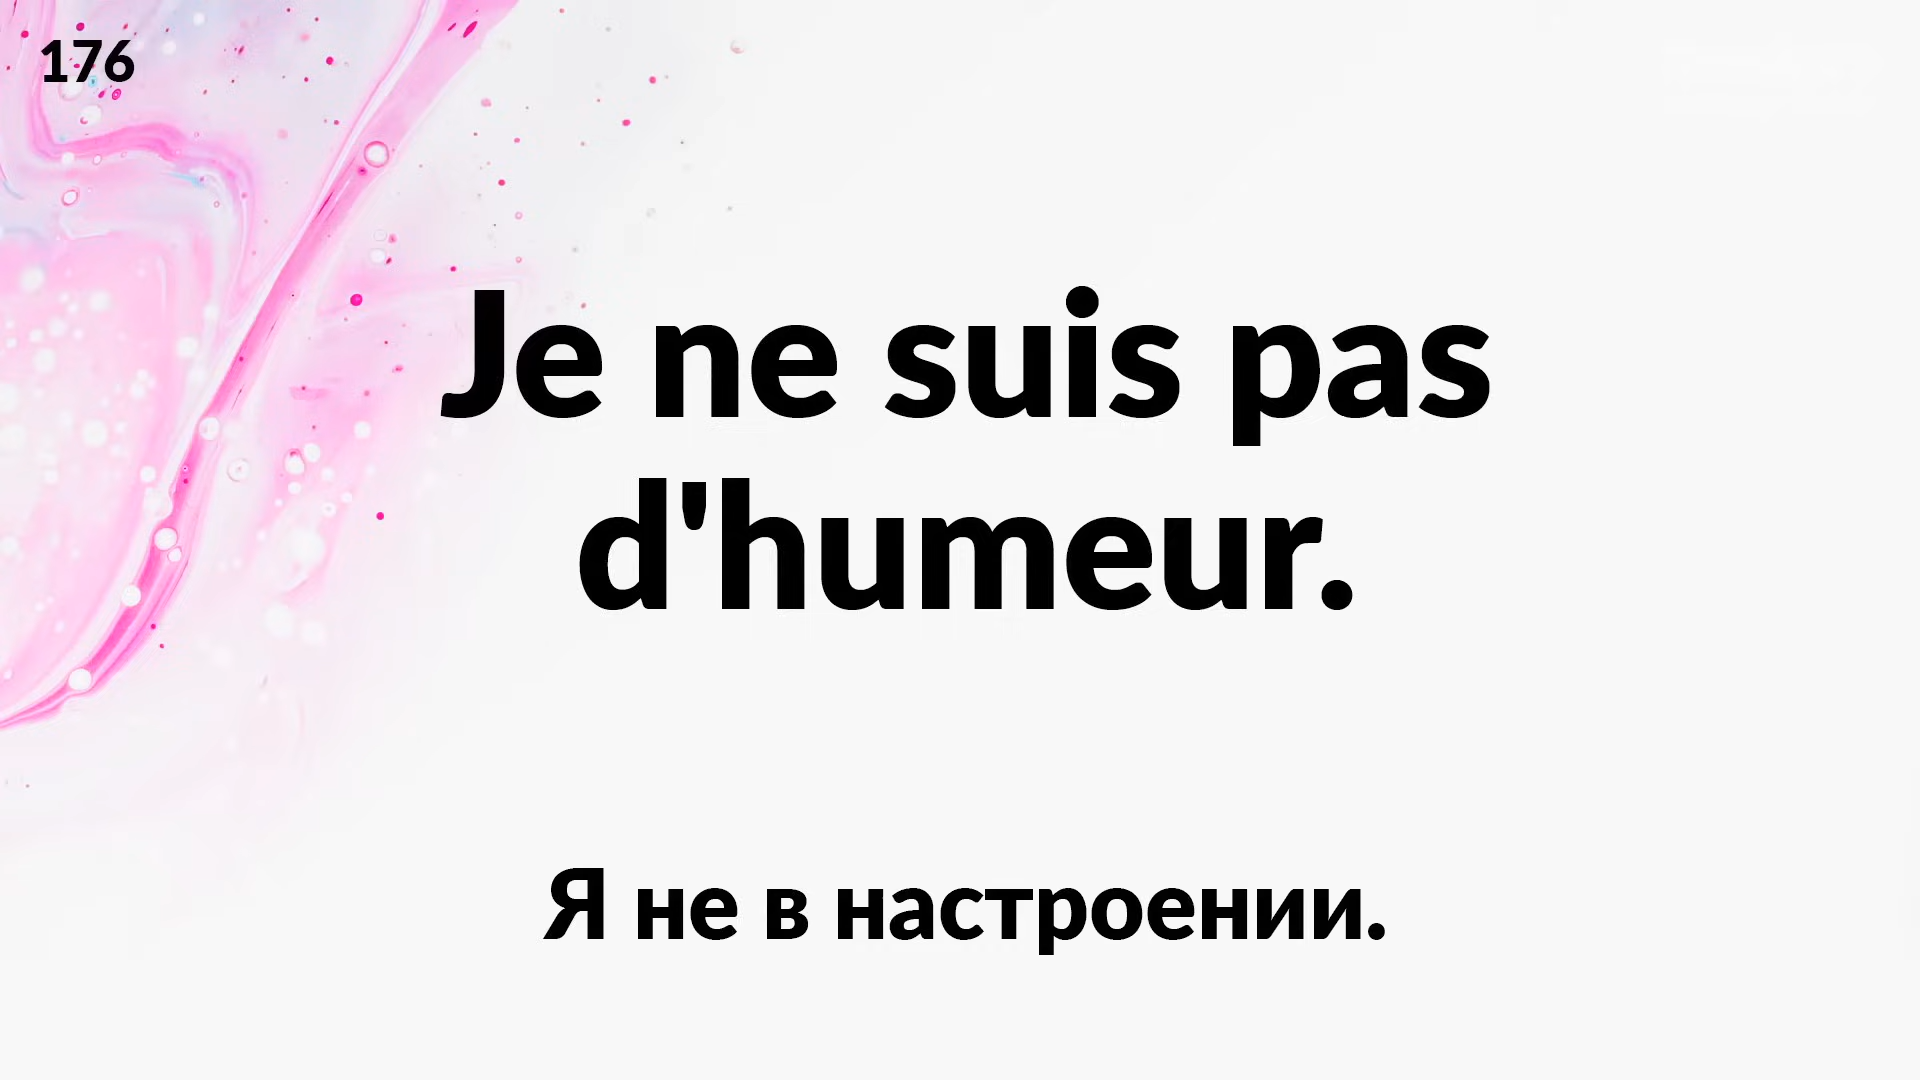 176
Je ne suis pas
d'humeur.
Я не в настроении.